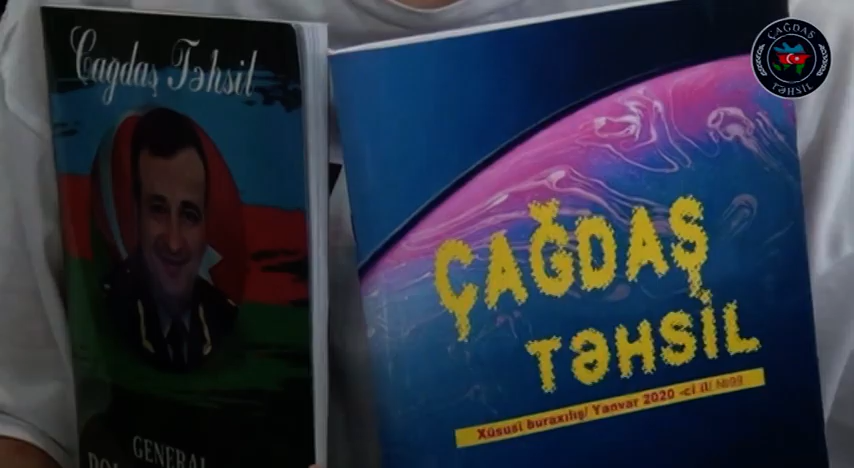 Çağdaş Təhsil
GENERAL
ÇAĞDAŞ
TƏHSİL
Xüsusi buraxılış/ Yanvar 2020 -ci il/ №99
ÇAĞDAŞ
TƏHSİL